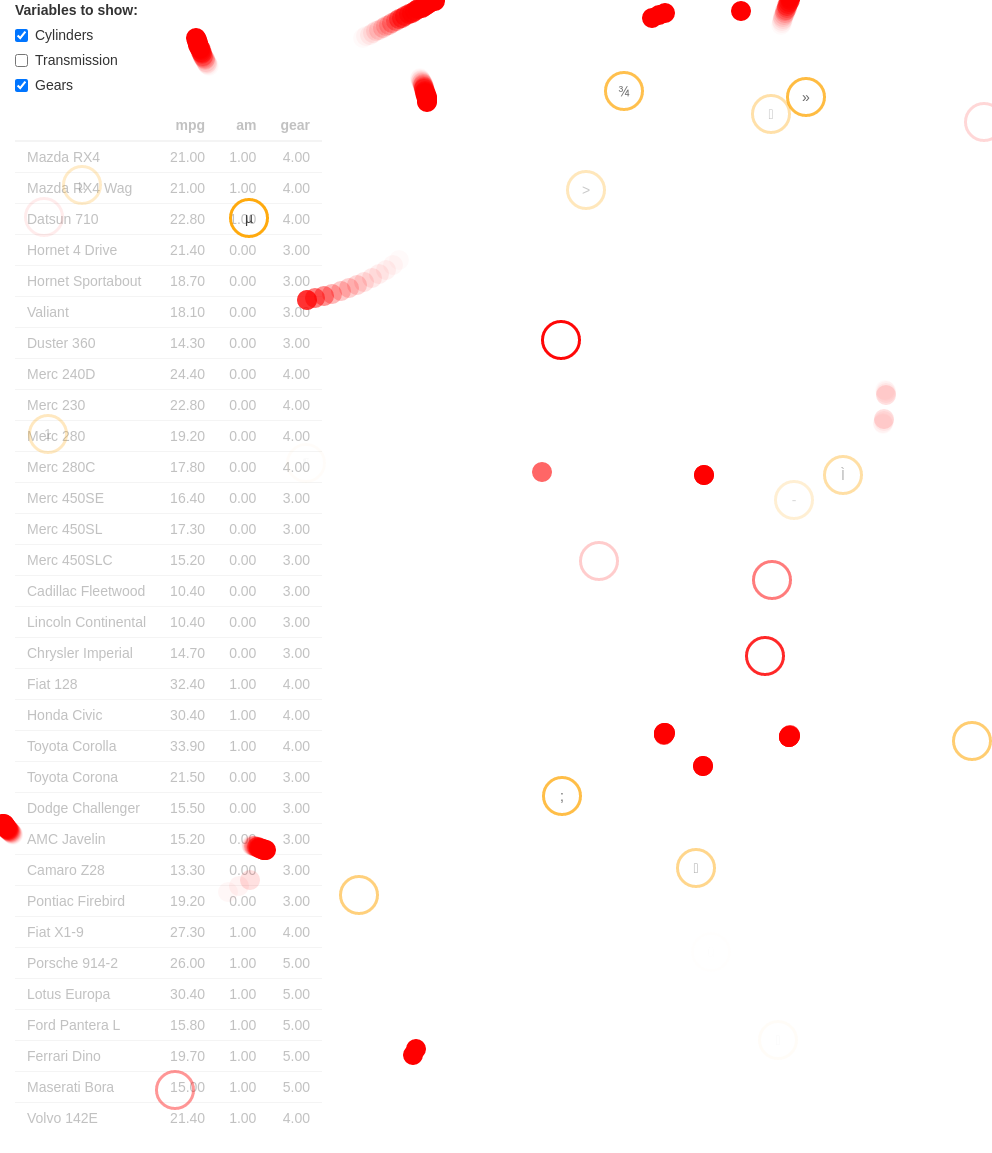 Variables to show:
Cylinders
Transmission
Gears
mpg am gear
Mazda RX4 21.00 1.00 4.00
Mazda RX4 Wag 21.00 1.00 4.00
Datsun 710 22.80 1.00 4.00
Hornet 4 Drive 21.40 0.00 3.00
Hornet Sportabout 18.70 0.00 3.00
Valiant 18.10 0.00 3.00
Duster 360 14.30 0.00 3.00
Merc 240D 24.40 0.00 4.00
Merc 230 22.80 0.00 4.00
Merc 280 19.20 0.00 4.00
Merc 280C 17.80 0.00 4.00
Merc 450SE 16.40 0.00 3.00
Merc 450SL 17.30 0.00 3.00
Merc 450SLC 15.20 0.00 3.00
Cadillac Fleetwood 10.40 0.00 3.00
Lincoln Continental 10.40 0.00 3.00
Chrysler Imperial 14.70 0.00 3.00
Fiat 128 32.40 1.00 4.00
Honda Civic 30.40 1.00 4.00
Toyota Corolla 33.90 1.00 4.00
Toyota Corona 21.50 0.00 3.00
Dodge Challenger 15.50 0.00 3.00
AMC Javelin 15.20 0.00 3.00
Camaro Z28 13.30 0.00 3.00
Pontiac Firebird 19.20 0.00 3.00
Fiat X1-9 27.30 1.00 4.00
Porsche 914-2 26.00 1.00 5.00
Lotus Europa 30.40 1.00 5.00
Ford Pantera L 15.80 1.00 5.00
Ferrari Dino 19.70 1.00 5.00
Maserati Bora 15.00 1.00 5.00
Volvo 142E 21.40 1.00 4.00
¾
»
>
µ
-
;